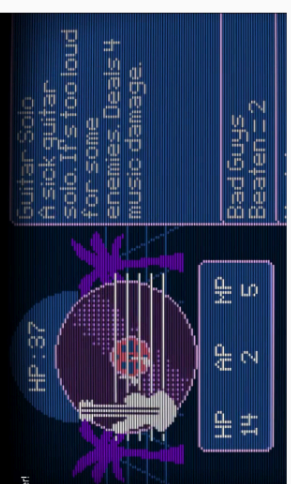 Guitar Solo
A sick guitar
solo. It's too loud
for some
enemies. Deals 4
music damage.
Bad Guys
Beaten = 2
HP: 37
HP AP MP
14 2 5